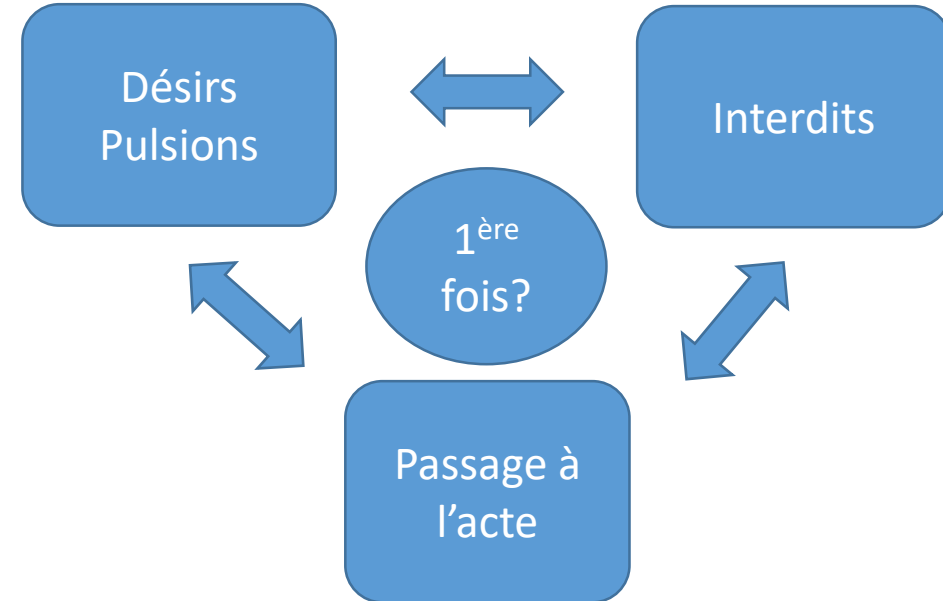 Désirs
Pulsions
Interdits
1ère
fois?
Passage à
l’acte